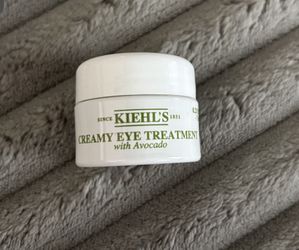 SINCE KIEHL'S 1851
CREAMY EYE TREATMENT
with Avocado